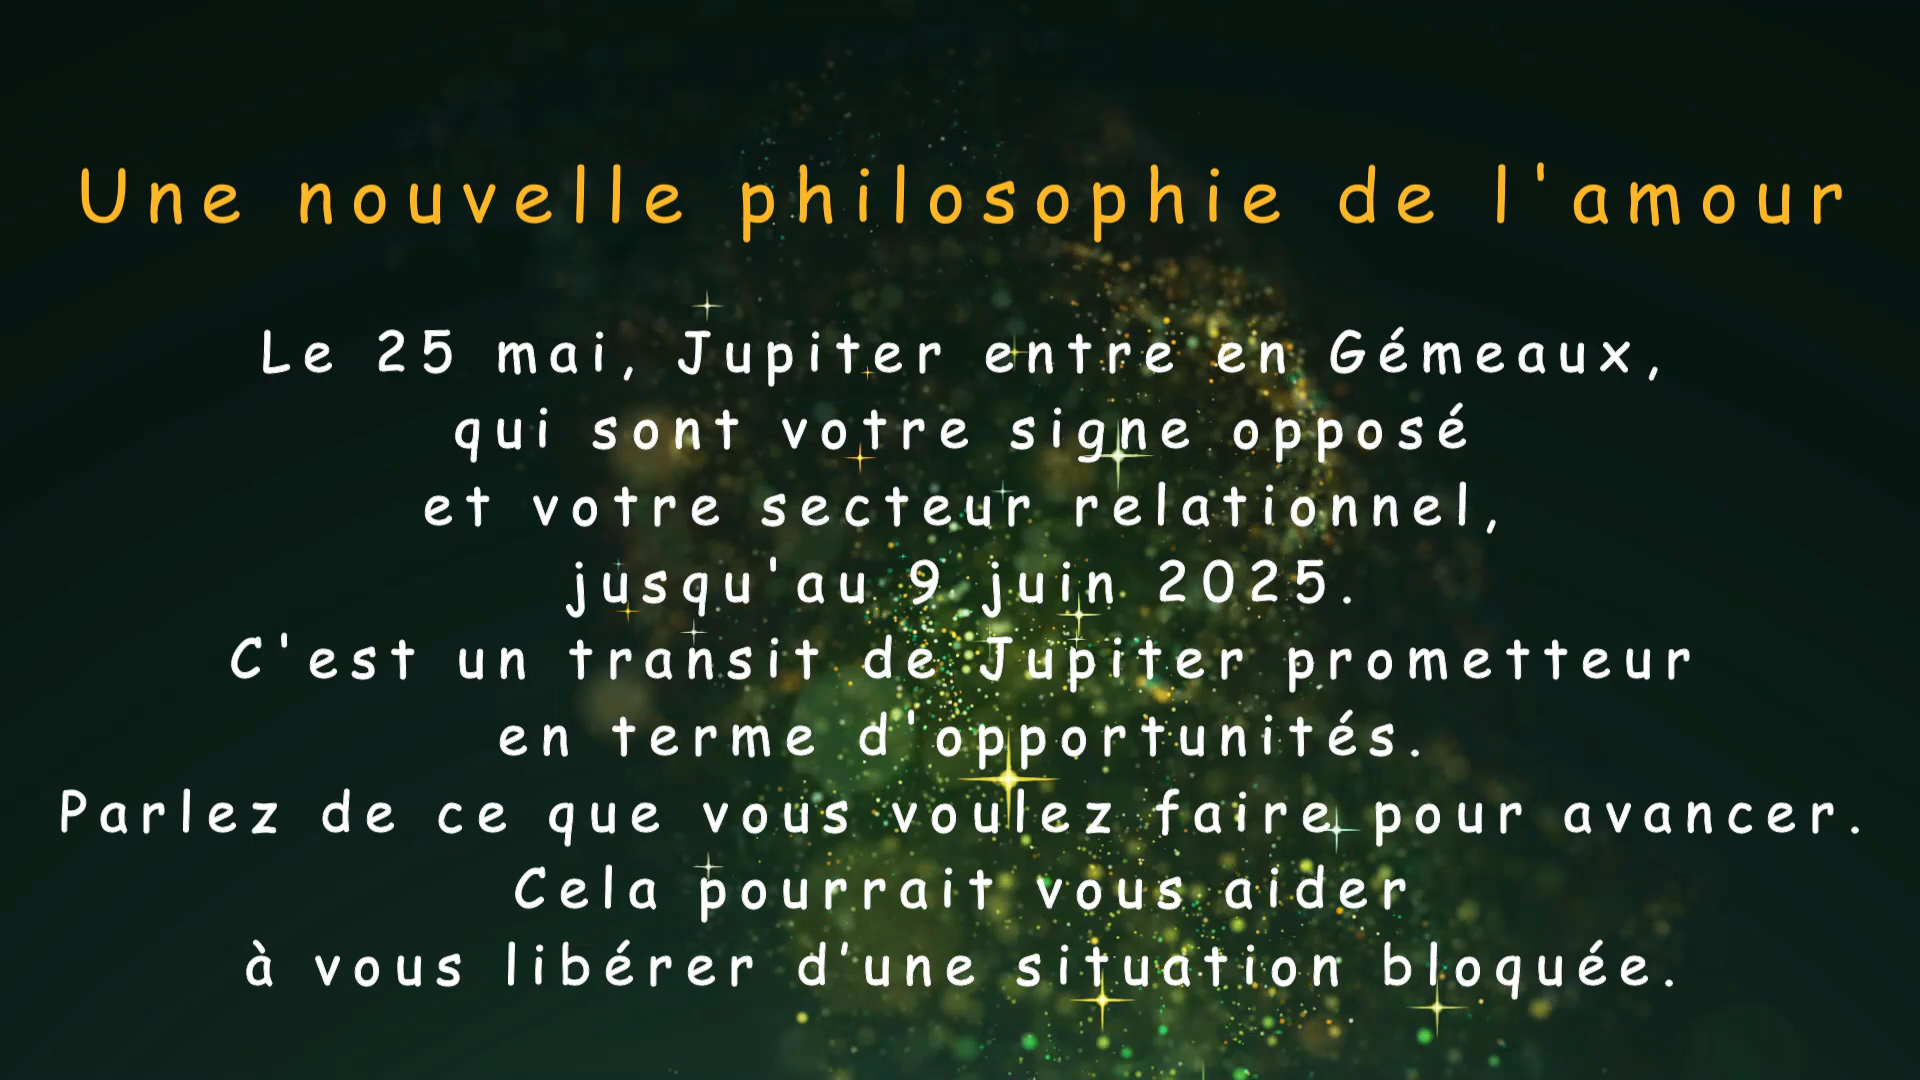 Une nouvelle philosophie de l'amour
Le 25 mai, Jupiter entre en Gémeaux,
qui sont votre signe opposé
et votre secteur relationnel,
jusqu'au 9 juin 2025.
C'est un transit de Jupiter prometteur
en terme d'opportunités.
Parlez de ce que vous voulez faire pour avancer.
Cela pourrait vous aider
à vous libérer d'une situation bloquée.